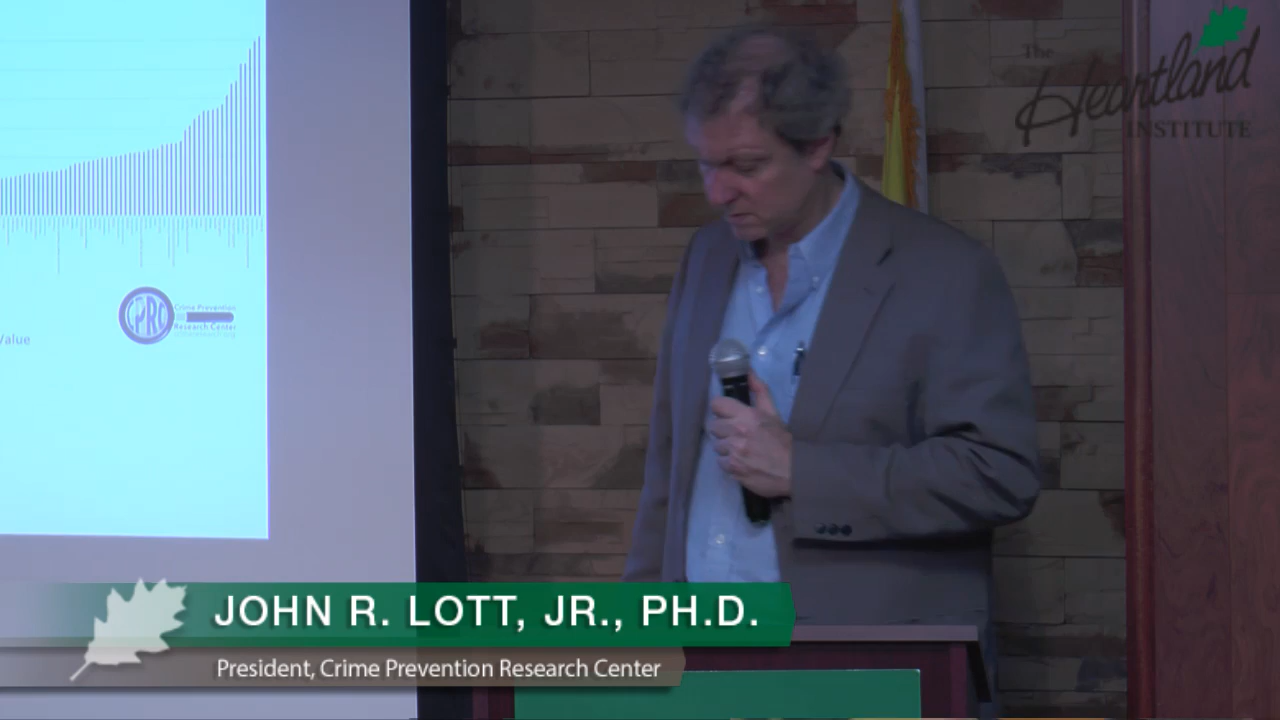 The
Heartland
INSTITUTE
CPRC
Crime Prevention
Research Center
Value
JOHN R. LOTT, JR., PH.D.
President, Crime Prevention Research Center